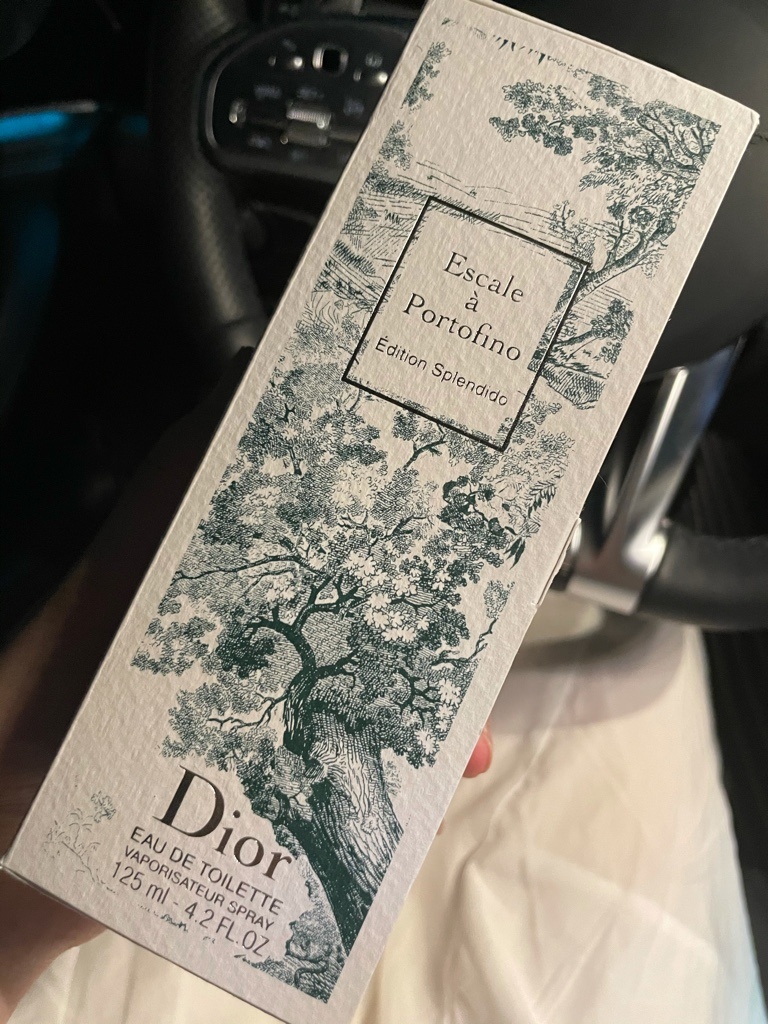 Escale
à
Portofino
Édition Splendido
Dior
EAU DE TOILETTE
VAPORISATEUR SPRAY
125 ml - 4.2 FL.OZ